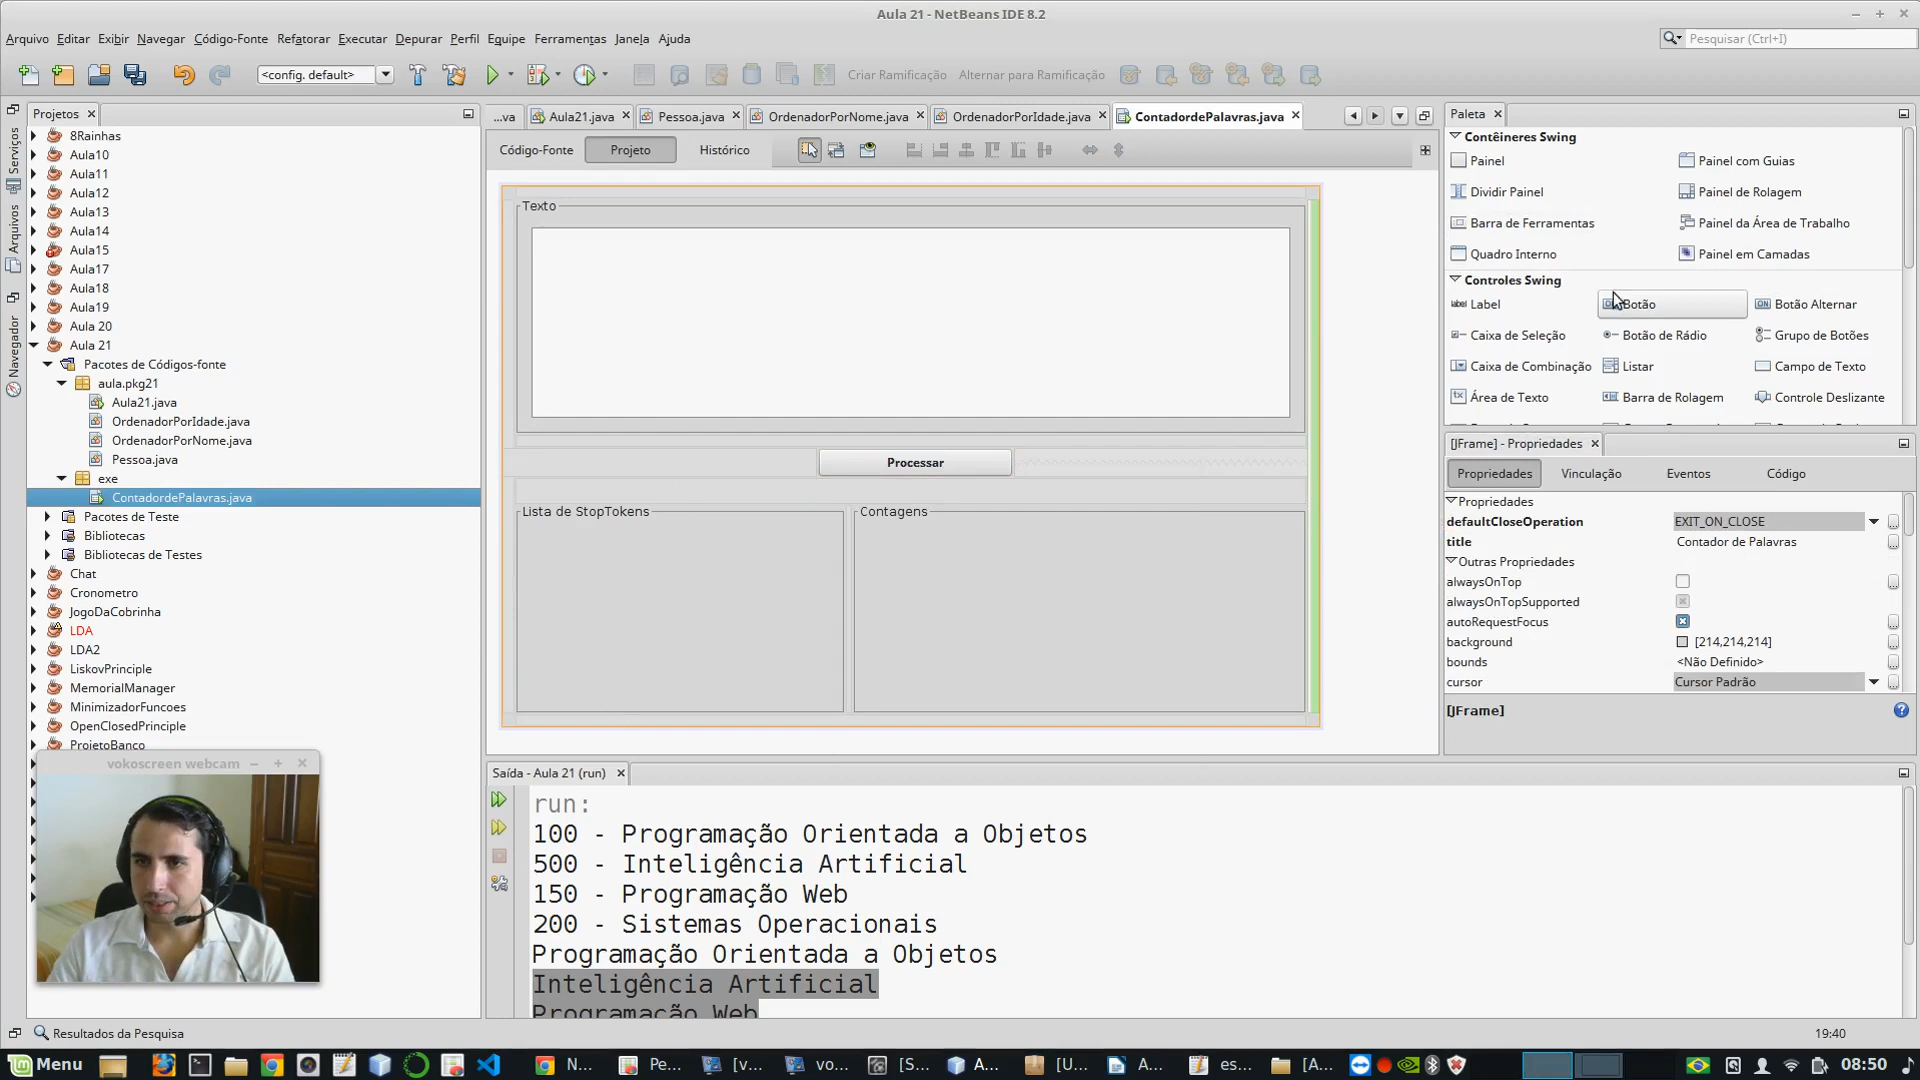 Aula 21 - NetBeans IDE 8.2
Arquivo Editar Exibir Navegar Código-Fonte Refatorar Executar Depurar Perfil Equipe Ferramentas Janela Ajuda
Pesquisar (Ctrl+I)
<config. default>
Criar Ramificação Alternar para Ramificação
Projetos
...va Aula21.java Pessoa.java OrdenadorPorNome.java OrdenadorPorIdade.java ContadordePalavras.java
Código-Fonte Projeto Histórico
Serviços
Arquivos
Navegador
8Rainhas
Aula10
Aula11
Aula12
Aula13
Aula14
Aula15
Aula17
Aula18
Aula19
Aula 20
Aula 21
Pacotes de Códigos-fonte
aula.pkg21
Aula21.java
OrdenadorPorIdade.java
OrdenadorPorNome.java
Pessoa.java
exe
ContadordePalavras.java
Pacotes de Teste
Bibliotecas
Bibliotecas de Testes
Chat
Cronometro
JogoDaCobrinha
LDA
LDA2
LiskovPrinciple
MemorialManager
MinimizadorFuncoes
OpenClosedPrinciple
ProjetoBanco
vokoscreen webcam
Texto
Processar
Lista de StopTokens
Contagens
Paleta
Contêineres Swing
Painel Painel com Guias
Dividir Painel Painel de Rolagem
Barra de Ferramentas Painel da Área de Trabalho
Quadro Interno Painel em Camadas
Controles Swing
Label Botão Botão Alternar
Caixa de Seleção Botão de Rádio Grupo de Botões
Caixa de Combinação Listar Campo de Texto
Área de Texto Barra de Rolagem Controle Deslizante
[JFrame] - Propriedades
Propriedades Vinculação Eventos Código
Propriedades
defaultCloseOperation EXIT_ON_CLOSE
title Contador de Palavras
Outras Propriedades
alwaysOnTop
alwaysOnTopSupported
autoRequestFocus
background [214,214,214]
bounds <Não Definido>
cursor Cursor Padrão
[JFrame]
Saída - Aula 21 (run)
run:
100 - Programação Orientada a Objetos
500 - Inteligência Artificial
150 - Programação Web
200 - Sistemas Operacionais
Programação Orientada a Objetos
Inteligência Artificial
Programação Web
Resultados da Pesquisa
19:40
Menu N... Pe... [v... vo... [S... A... [U... A... es... [A... 08:50